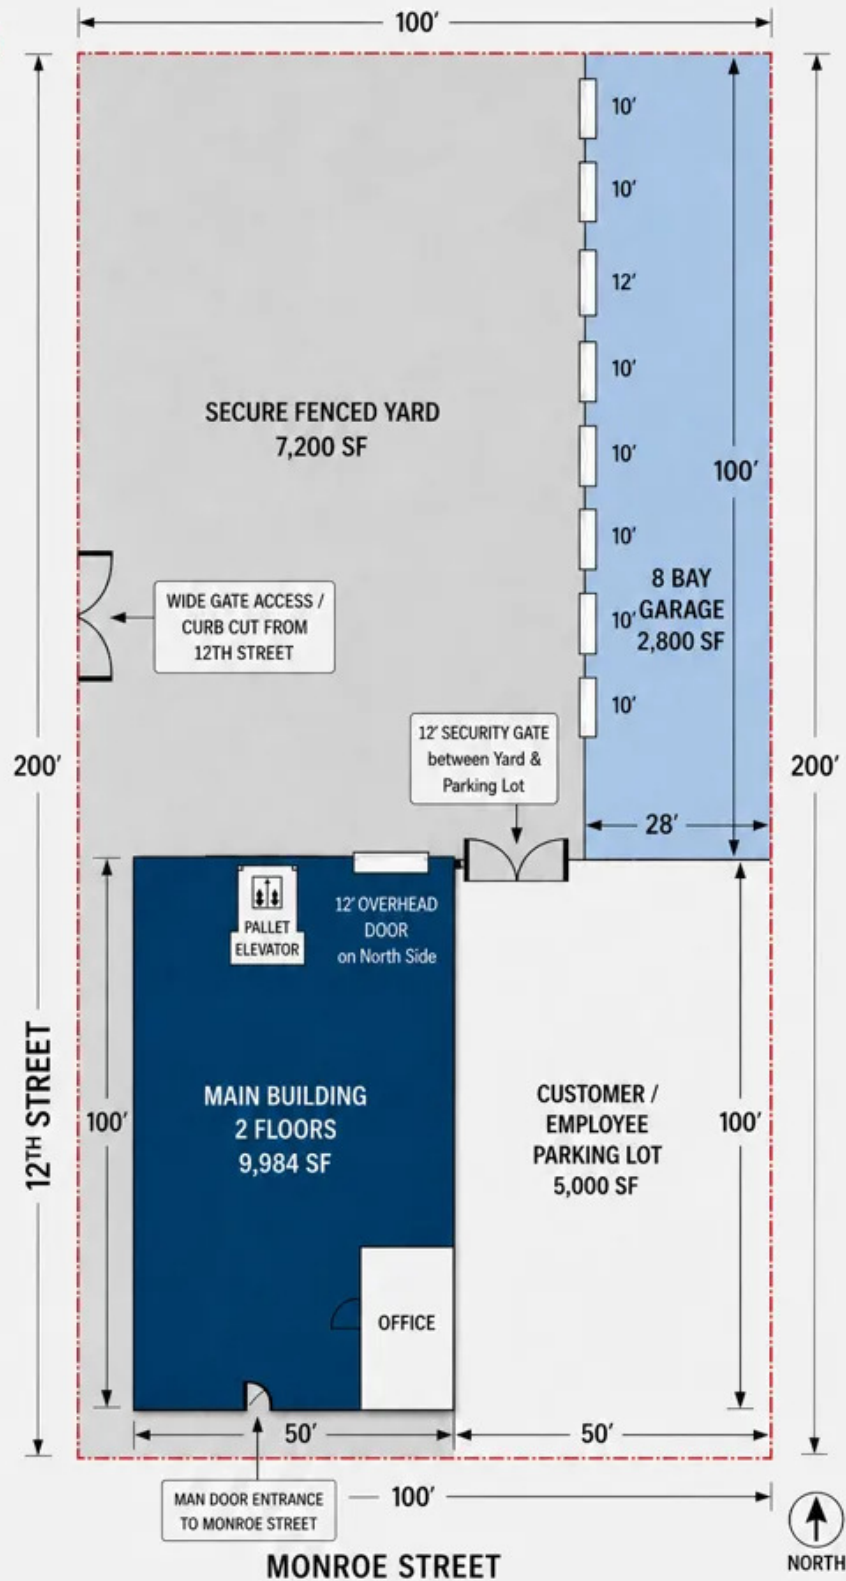 100'
10'
10'
12'
10'
SECURE FENCED YARD
7,200 SF
10'
100'
10'
8 BAY
GARAGE
2,800 SF
10'
10'
WIDE GATE ACCESS /
CURB CUT FROM
12TH STREET
12' SECURITY GATE
between Yard &
Parking Lot
200'
200'
28'
PALLET
ELEVATOR
12' OVERHEAD
DOOR
on North Side
12TH STREET
100'
MAIN BUILDING
2 FLOORS
9,984 SF
CUSTOMER /
EMPLOYEE
PARKING LOT
5,000 SF
100'
OFFICE
50'
50'
MAN DOOR ENTRANCE
TO MONROE STREET
100'
MONROE STREET
NORTH